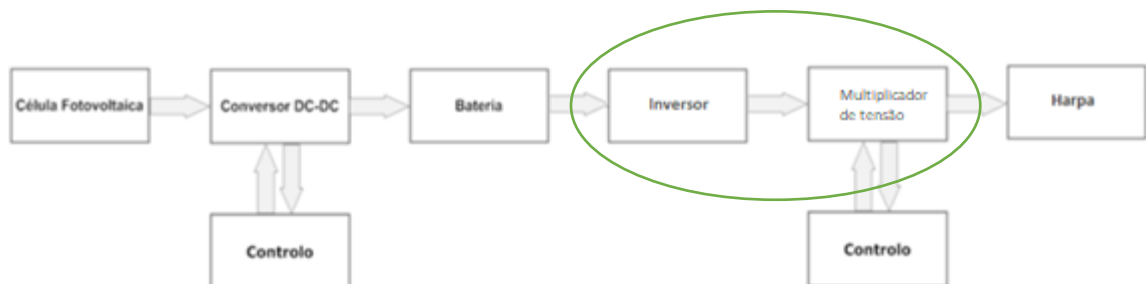 Célula Fotovoltaica
Conversor DC-DC
Bateria
Inversor
Multiplicador
de tensão
Harpa
Controlo
Controlo